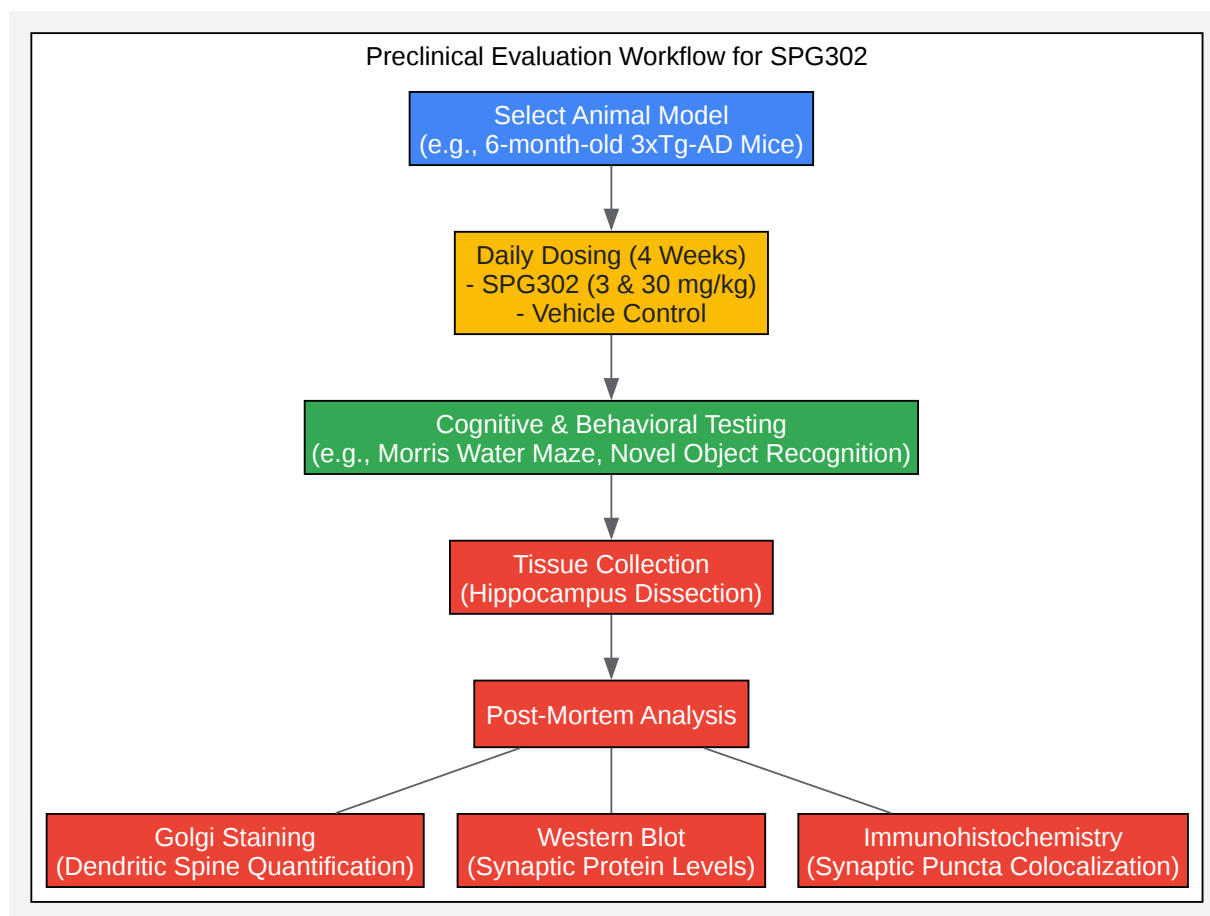 Preclinical Evaluation Workflow for SPG302
Select Animal Model
(e.g., 6-month-old 3xTg-AD Mice)
Daily Dosing (4 Weeks)
- SPG302 (3 & 30 mg/kg)
- Vehicle Control
Cognitive & Behavioral Testing
(e.g., Morris Water Maze, Novel Object Recognition)
Tissue Collection
(Hippocampus Dissection)
Post-Mortem Analysis
Golgi Staining
(Dendritic Spine Quantification)
Western Blot
(Synaptic Protein Levels)
Immunohistochemistry
(Synaptic Puncta Colocalization)